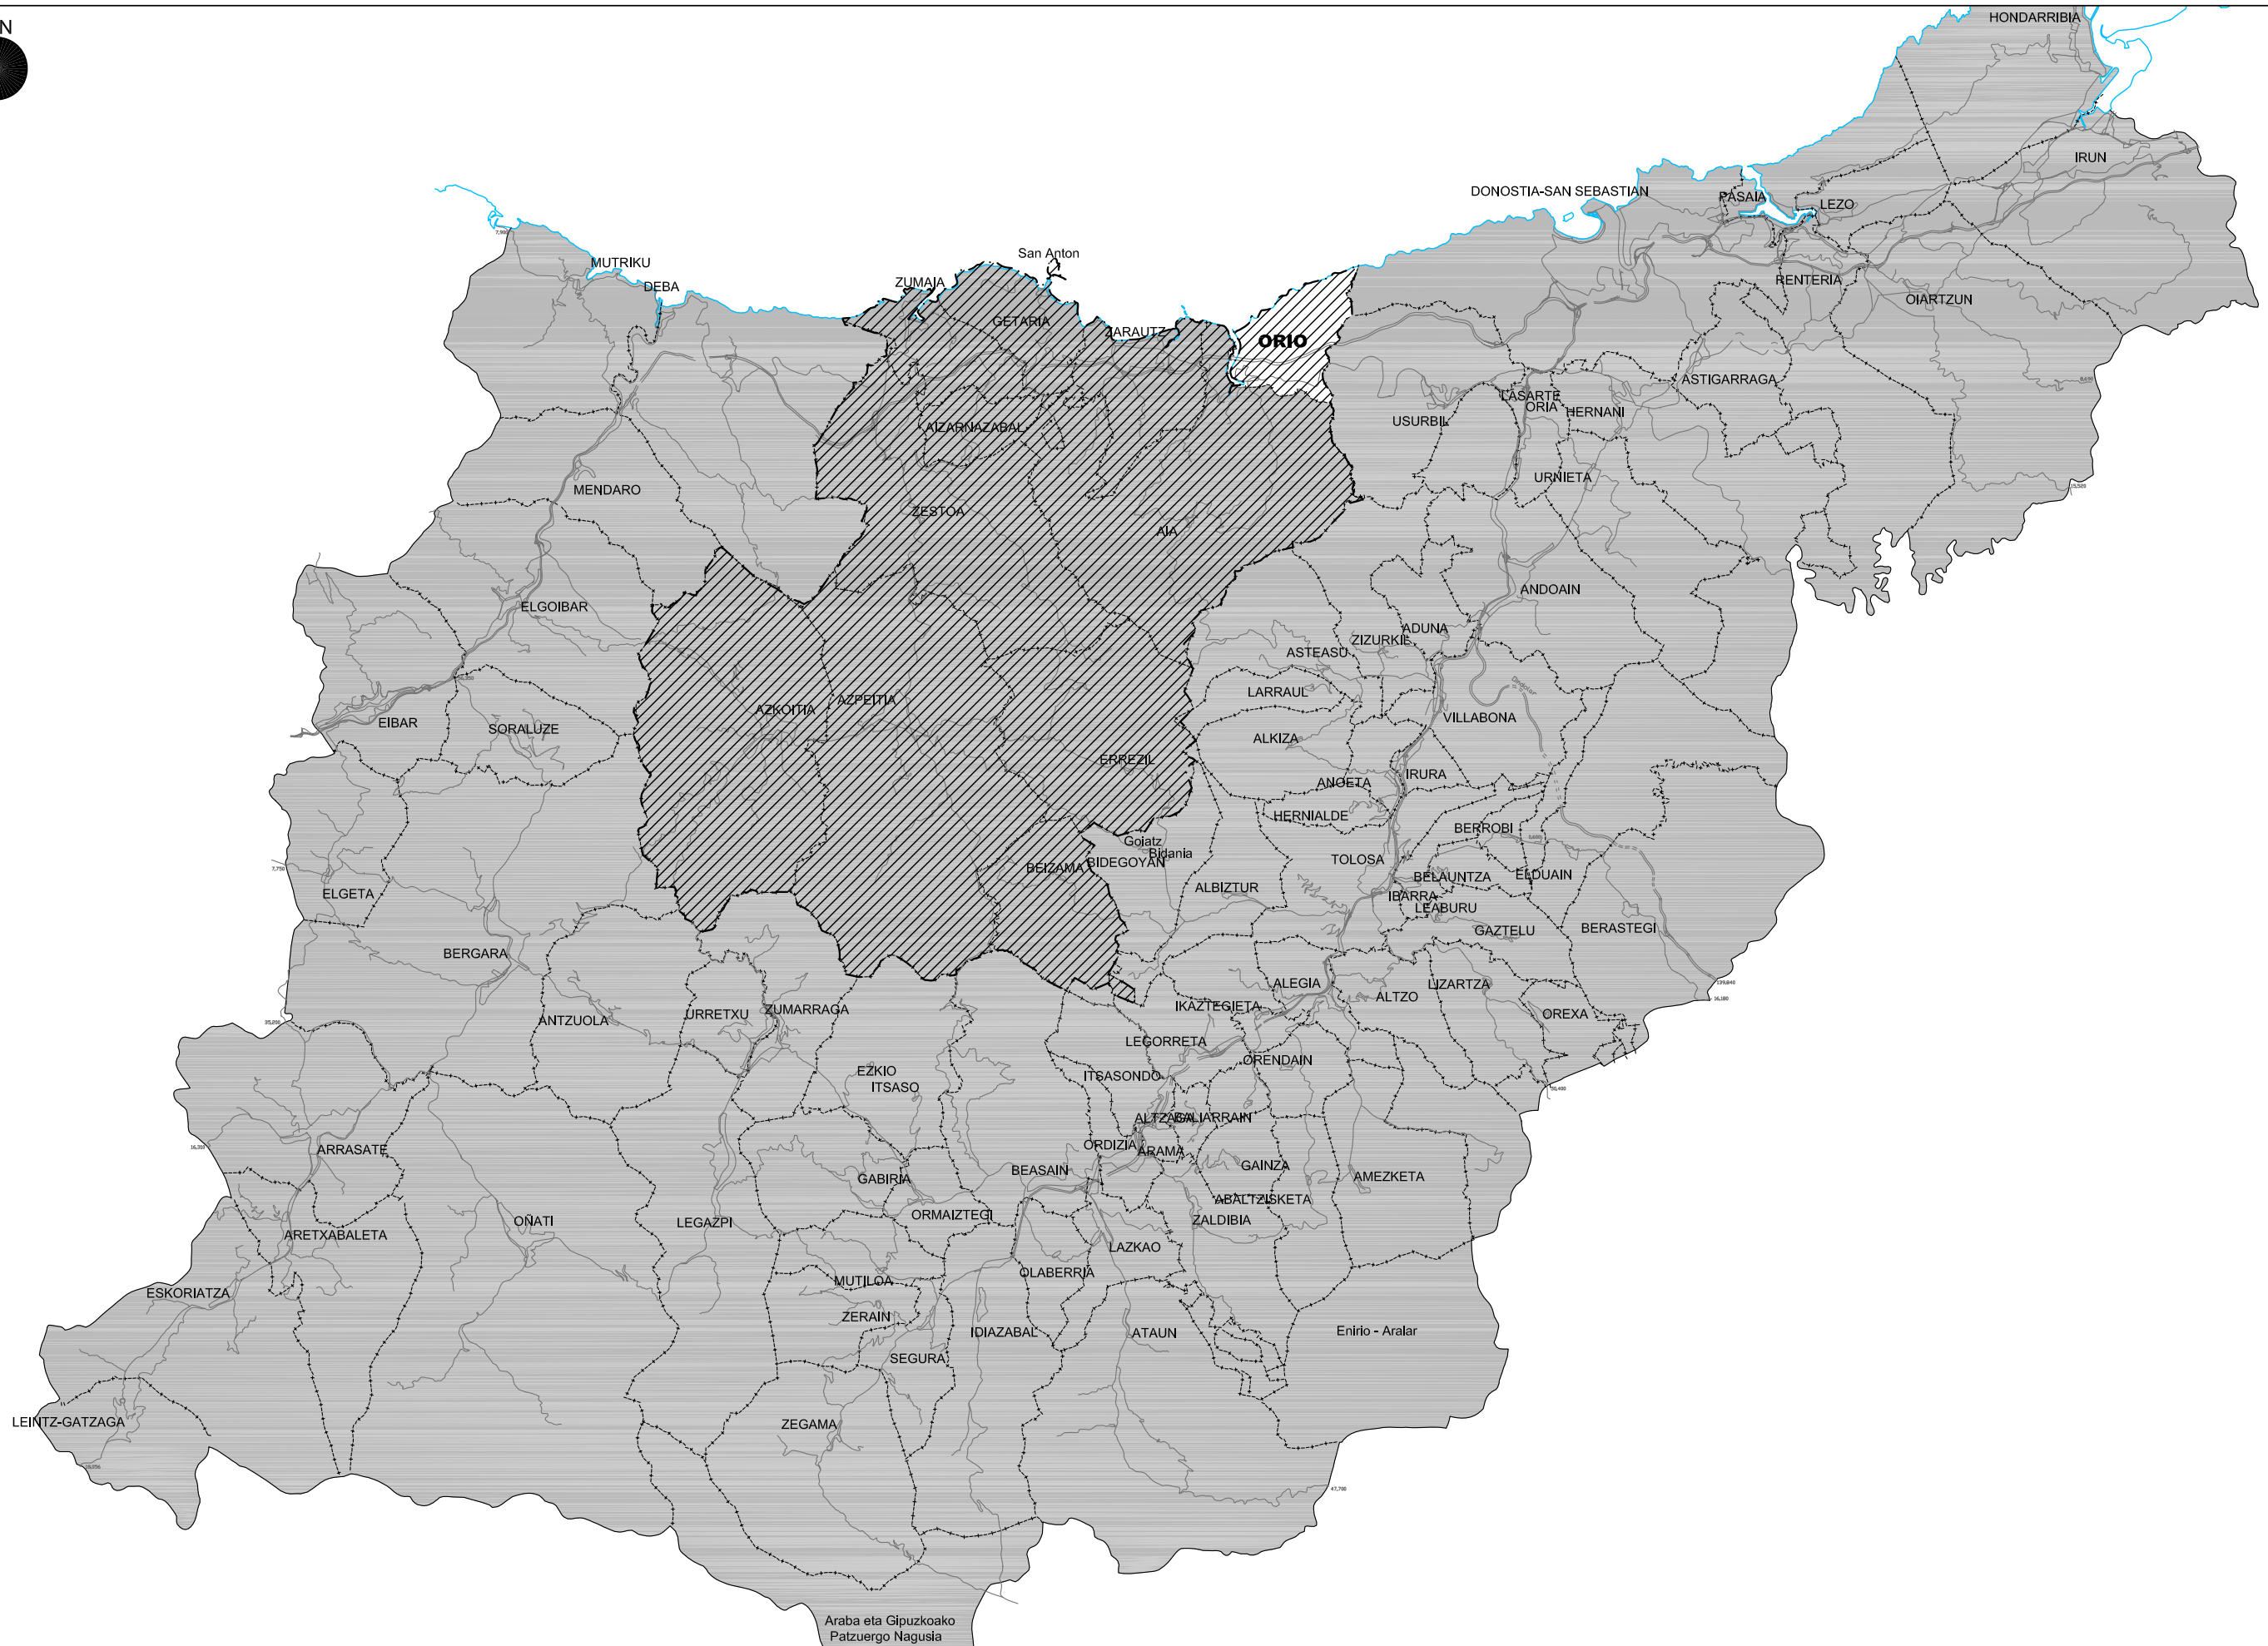 N
HONDARRIBIA
IRUN
DONOSTIA-SAN SEBASTIAN
PASAIA
LEZO
San Anton
MUTRIKU
DEBA
ZUMAIA
RENTERIA
OIARTZUN
GETARIA
ZARAUTZ
ORIO
ASTIGARRAGA
LASARTE
ORIA
HERNANI
USURBIL
AIZARNAZABAL
URNIETA
MENDARO
ZESTOA
AIA
ANDOAIN
ELGOIBAR
ADUNA
ZIZURKIL
ASTEASU
LARRAUL
AZKOITIA
AZPEITIA
VILLABONA
EIBAR
SORALUZE
ALKIZA
ERREZIL
IRURA
ANOETA
HERNIALDE
BERROBI
Goiatz
Bidania
BIDEGOYAN
TOLOSA
BEIZAMA
BELAUNTZA
ELDUAIN
ALBIZTUR
ELGETA
IBARRA
LEABURU
GAZTELU
BERASTEGI
BERGARA
ALEGIA
LIZARTZA
ALTZO
IKAZTEGIETA
OREXA
ANTZUOLA
URRETXU
ZUMARRAGA
LEGORRETA
ORENDAIN
EZKIO
ITSASO
ITSASONDO
ALTZAGA
BALIARRAIN
ORDIZIA
ARAMA
ARRASATE
GAINZA
BEASAIN
AMEZKETA
GABIRIA
ABALTZISKETA
ORMAIZTEGI
ZALDIBIA
OÑATI
LEGAZPI
ARETXABALETA
LAZKAO
OLABERRIA
MUTILOA
ESKORIATZA
ZERAIN
IDIAZABAL
ATAUN
Enirio - Aralar
SEGURA
LEINTZ-GATZAGA
ZEGAMA
47,700
Araba eta Gipuzkoako
Patzuergo Nagusia